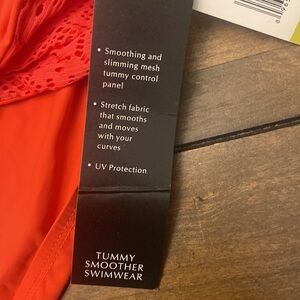 • Smoothing and
slimming mesh
tummy control
panel
• Stretch fabric
that smooths
and moves
with your
curves
• UV Protection
TUMMY
SMOOTHER
SWIMWEAR